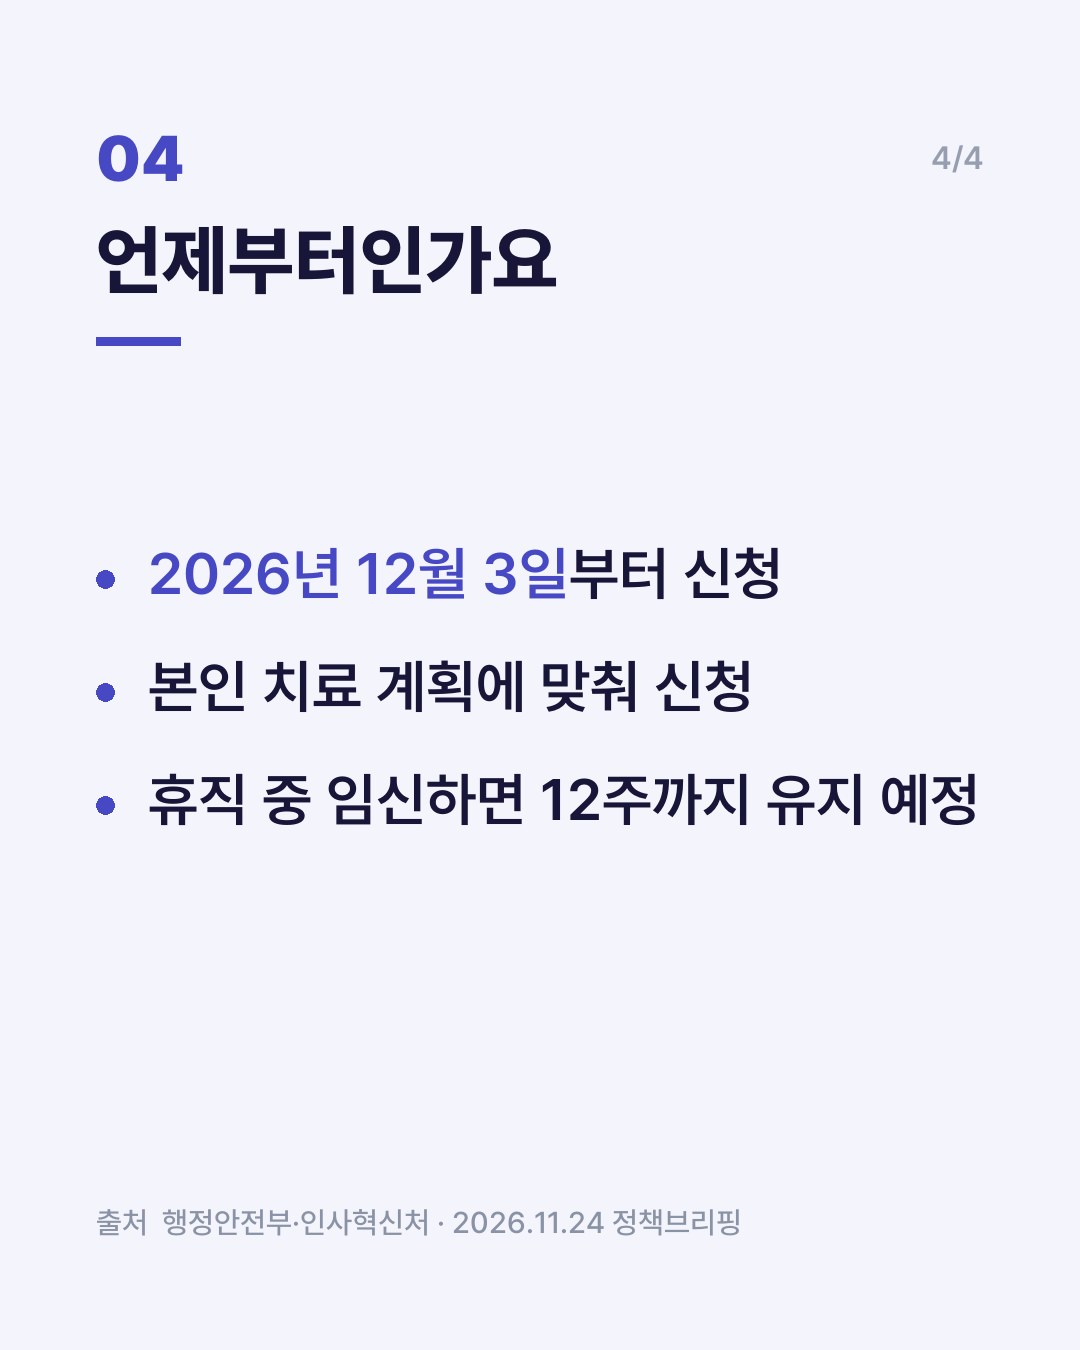 04
4/4
언제부터인가요
2026년 12월 3일부터 신청
본인 치료 계획에 맞춰 신청
휴직 중 임신하면 12주까지 유지 예정
출처 행정안전부·인사혁신처 · 2026.11.24 정책브리핑